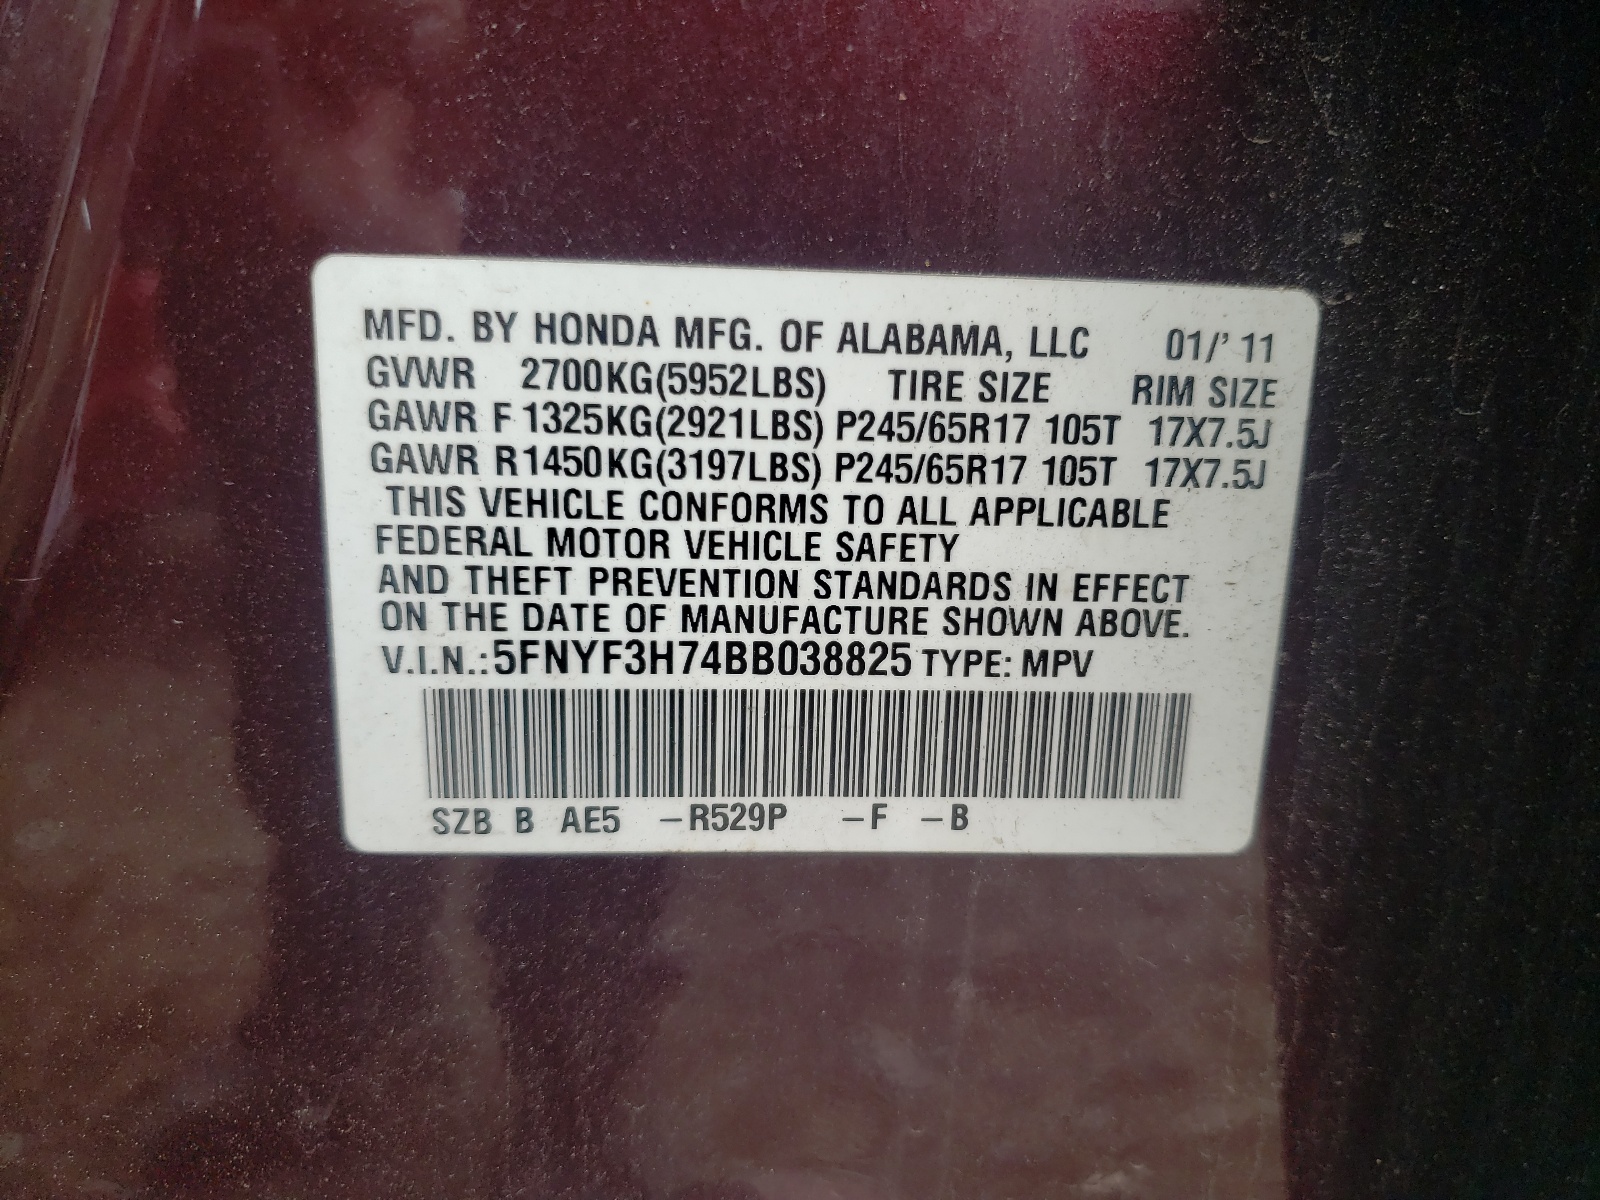 MFD. BY HONDA MFG. OF ALABAMA, LLC 01/' 11
GVWR 2700KG(5952LBS) TIRE SIZE RIM SIZE
GAWR F 1325KG(2921LBS) P245/65R17 105T 17X7.5J
GAWR R1450KG(3197LBS) P245/65R17 105T 17X7.5J
THIS VEHICLE CONFORMS TO ALL APPLICABLE
FEDERAL MOTOR VEHICLE SAFETY
AND THEFT PREVENTION STANDARDS IN EFFECT
ON THE DATE OF MANUFACTURE SHOWN ABOVE.
V.I.N.: 5FNYF3H74BB038825 TYPE: MPV
SZB B AE5 –R529P –F –B